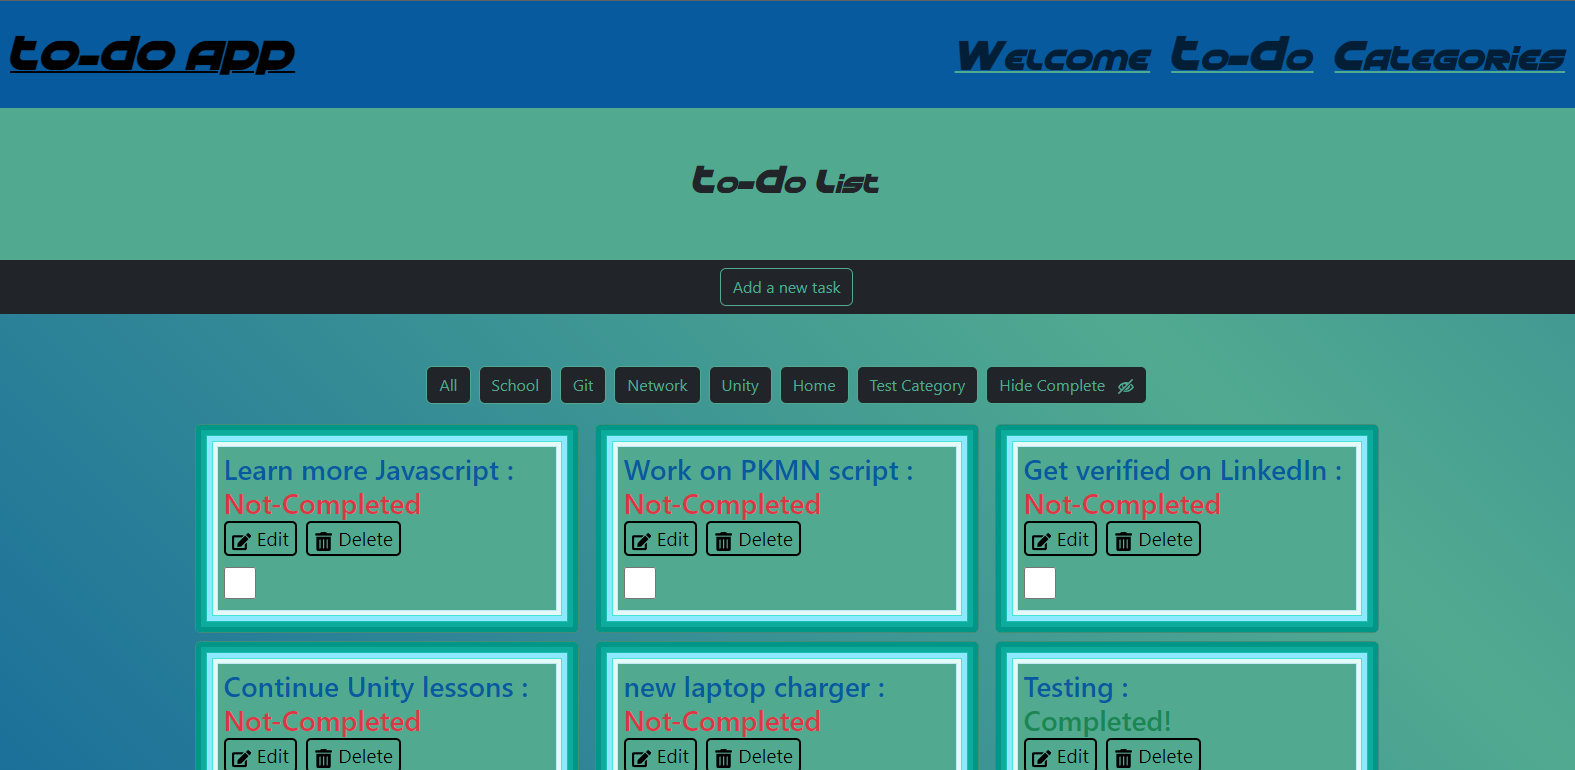 to-do App
Welcome To-Do Categories
To-Do List
Add a new task
All School Git Network Unity Home Test Category Hide Complete
Learn more Javascript :
Not-Completed
Edit Delete
Work on PKMN script :
Not-Completed
Edit Delete
Get verified on LinkedIn :
Not-Completed
Edit Delete
Continue Unity lessons :
Not-Completed
Edit Delete
new laptop charger :
Not-Completed
Edit Delete
Testing :
Completed!
Edit Delete